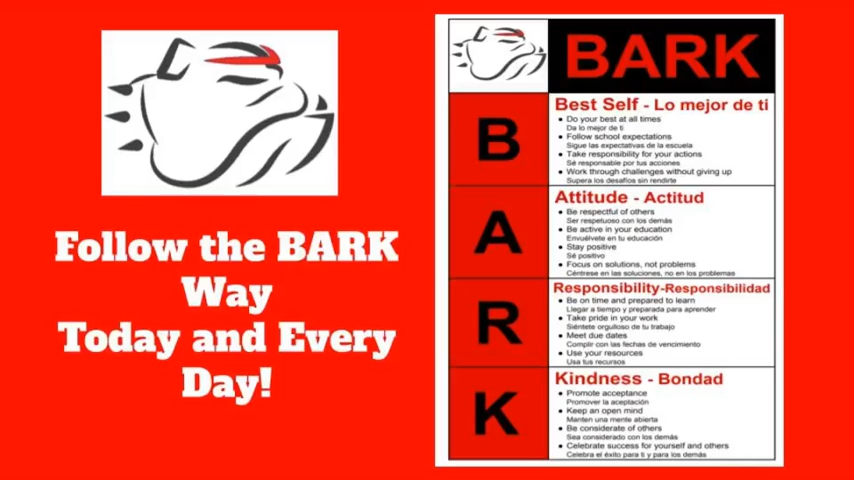 Follow the BARK
Way
Today and Every
Day!
BARK
B
Best Self - Lo mejor de ti
Do your best at all times
Da lo mejor de ti
Follow school expectations
Sigue las expectativas de la escuela
Take responsibility for your actions
Sé responsable por tus acciones
Work through challenges without giving up
Supera los desafíos sin rendirte
A
Attitude - Actitud
Be respectful of others
Ser respetuoso con los demás
Be active in your education
Envuélvete en tu educación
Stay positive
Sé positivo
Focus on solutions, not problems
Céntrese en las soluciones, no en los problemas
R
Responsibility-Responsibilidad
Be on time and prepared to learn
Llegar a tiempo y preparada para aprender
Take pride in your work
Siéntete orgulloso de tu trabajo
Meet due dates
Complir con las fechas de vencimiento
Use your resources
Usa tus recursos
K
Kindness - Bondad
Promote acceptance
Promover la aceptación
Keep an open mind
Manten una mente abierta
Be considerate of others
Sea considerado con los demás
Celebrate success for yourself and others
Celebra el éxito para ti y para los demás